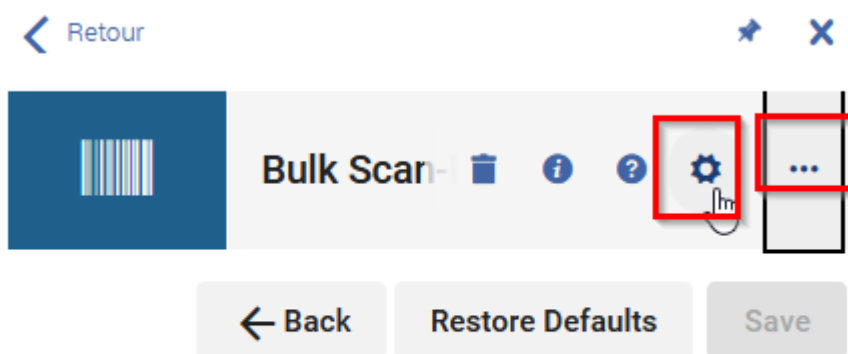 Retour
Bulk Scan-
Back
Restore Defaults
Save